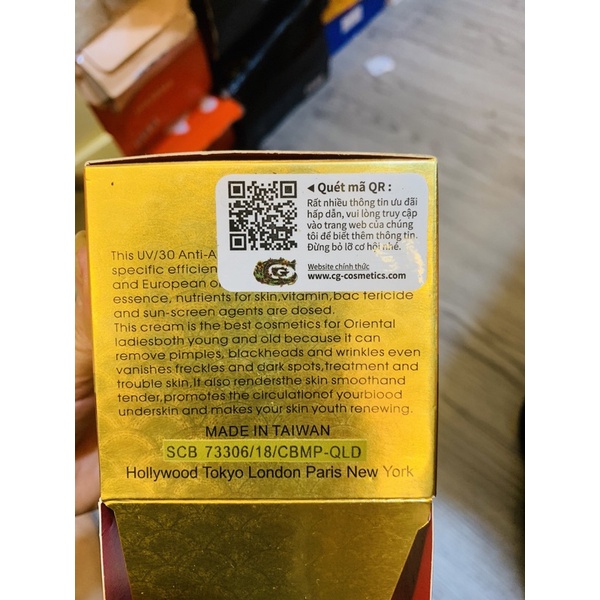 ◄ Quét mã QR :
Rất nhiều thông tin ưu đãi
hấp dẫn, vui lòng truy cập
vào trang web của chúng
tôi để biết thêm thông tin.
Đừng bỏ lỡ cơ hội nhé.
Website chính thức
www.cg-cosmetics.com
CG
This UV/30 Anti-A
specific efficien
and European o
essence, nutrients for skin,vitamin,bac tericide
and sun-screen agents are dosed.
This cream is the best cosmetics for Oriental
ladiesboth young and old because it can
remove pimples, blackheads and wrinkles even
vanishes freckles and dark spots,treatment and
trouble skin,It also rendersthe skin smoothand
tender,promotes the circulationof yourblood
underskin and makes your skin youth renewing.
MADE IN TAIWAN
SCB 73306/18/CBMP-QLD
Hollywood Tokyo London Paris New York